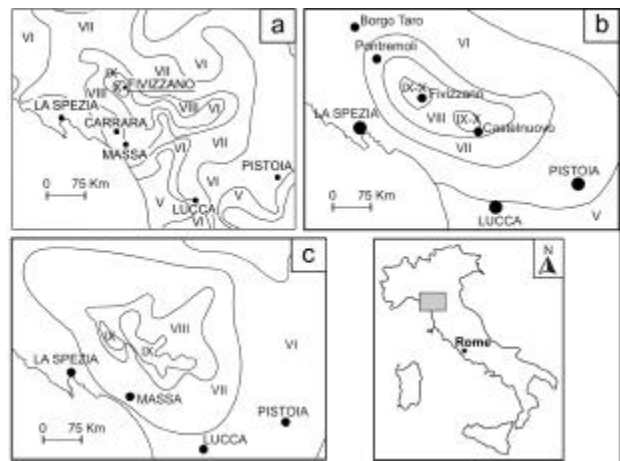 a
VI
VII
IX
VI
VII
X
FIVIZZANO
VIII
LA SPEZIA
VIII
VI
CARRARA
VI
VII
MASSA
PISTOIA
0 75 Km
VI
V
LUCCA
V
VI
b
Borgo Taro
VI
Pontremoli
IX-X
Fivizzano
LA SPEZIA
VIII
IX-X
Castelnuovo
VII
PISTOIA
0 75 Km
LUCCA
V
c
VIII
IX
IX
VI
LA SPEZIA
VII
MASSA
PISTOIA
0 75 Km
LUCCA
N
Rome